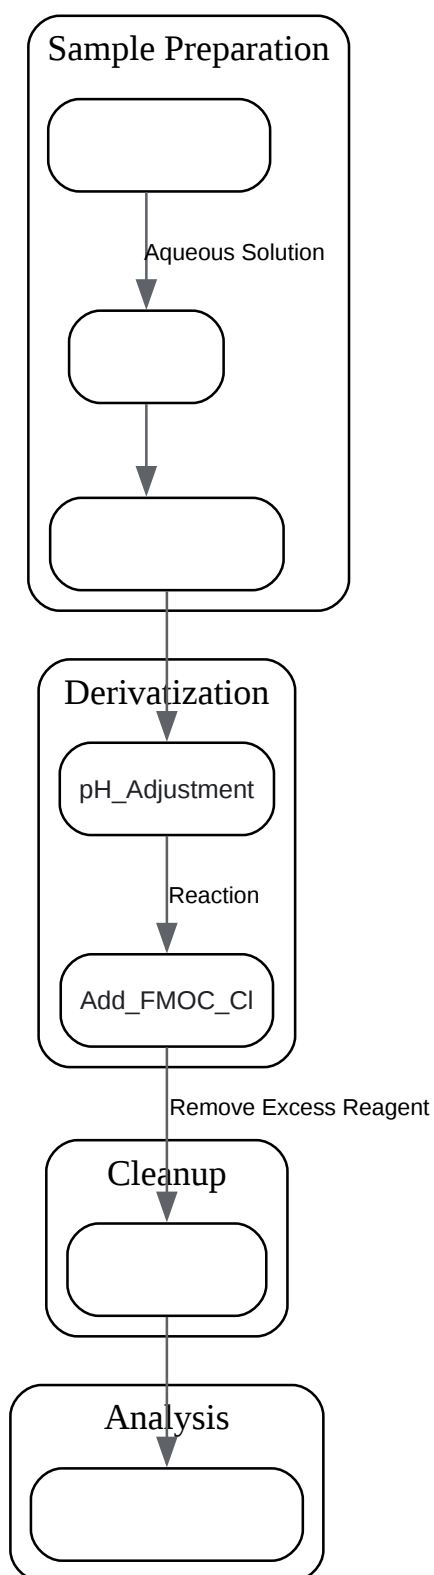 Sample Preparation
Aqueous Solution
Derivatization
pH_Adjustment
Reaction
Add_FMOC_Cl
Remove Excess Reagent
Cleanup
Analysis